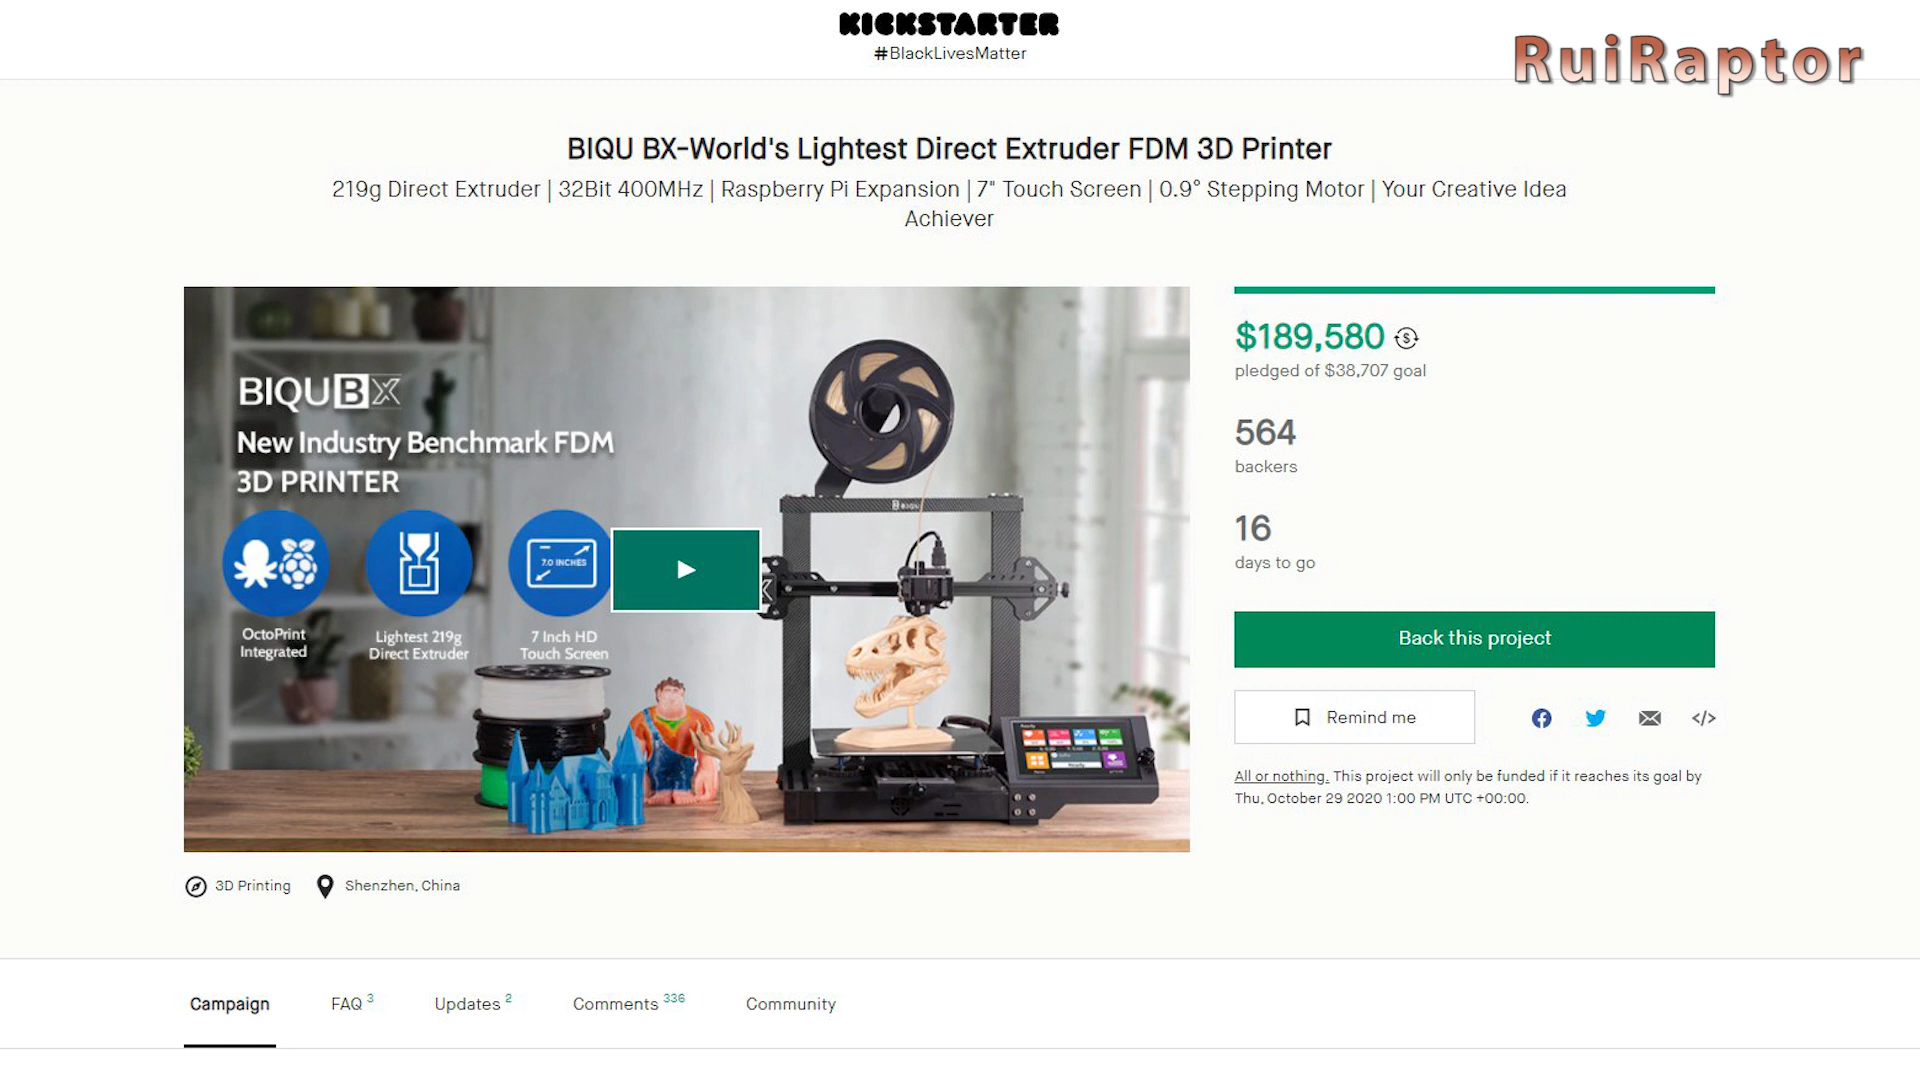 KICKSTARTER
#BlackLivesMatter
RuiRaptor
BIQU BX-World's Lightest Direct Extruder FDM 3D Printer
219g Direct Extruder | 32Bit 400MHz | Raspberry Pi Expansion | 7" Touch Screen | 0.9° Stepping Motor | Your Creative Idea
Achiever
BIQU BX
New Industry Benchmark FDM
3D PRINTER
7.0 INCHES
OctoPrint
Integrated
Lightest 219g
Direct Extruder
7 Inch HD
Touch Screen
BIQU
$189,580
pledged of $38,707 goal
564
backers
16
days to go
Back this project
Remind me
All or nothing. This project will only be funded if it reaches its goal by
Thu, October 29 2020 1:00 PM UTC +00:00.
3D Printing
Shenzhen, China
Campaign
FAQ 3
Updates 2
Comments 336
Community